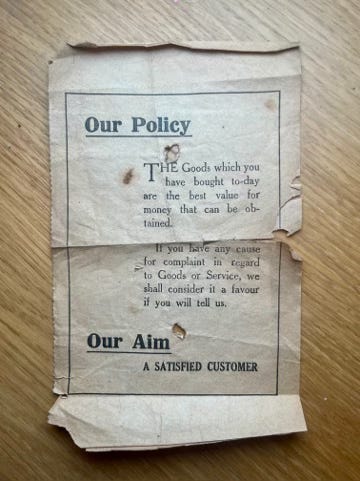 Our Policy
THE Goods which you
have bought to-day
are the best value for
money that can be ob-
tained.
If you have any cause
for complaint in regard
to Goods or Service, we
shall consider it a favour
if you will tell us.
Our Aim
A SATISFIED CUSTOMER